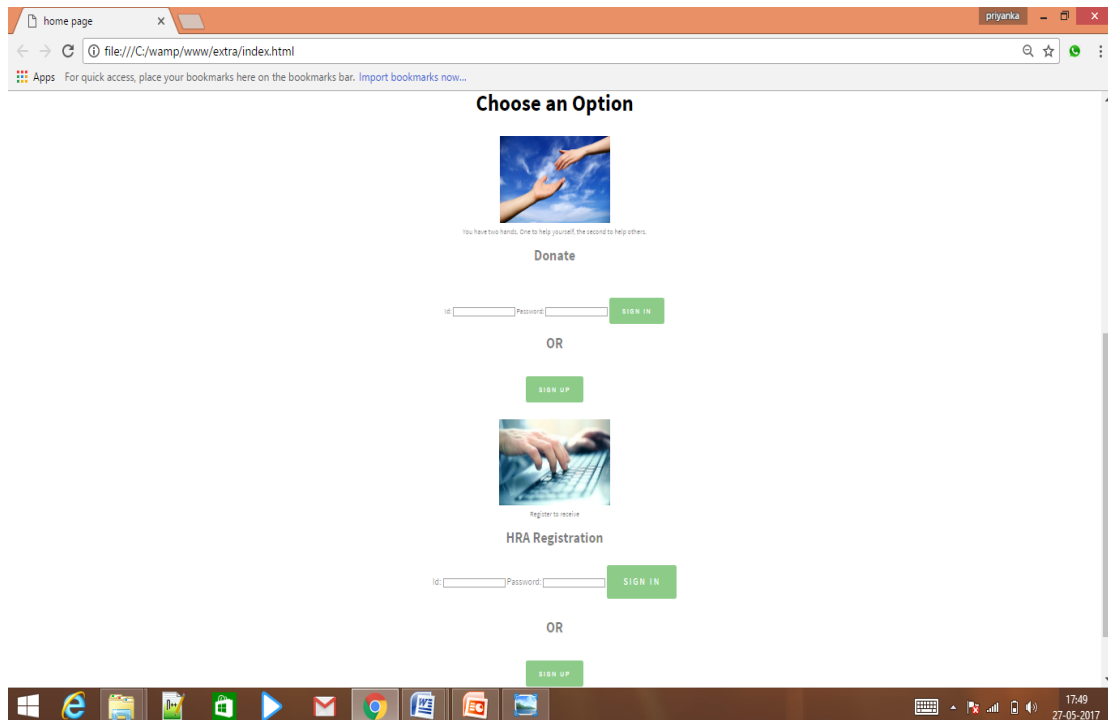 home page
priyanka
file:///C:/wamp/www/extra/index.html
Apps For quick access, place your bookmarks here on the bookmarks bar. Import bookmarks now...
Choose an Option
You have two hands. One to help yourself, the second to help others.
Donate
Id: Password: SIGN IN
OR
SIGN UP
Register to receive
HRA Registration
Id: Password: SIGN IN
OR
SIGN UP
17:49
27-05-2017